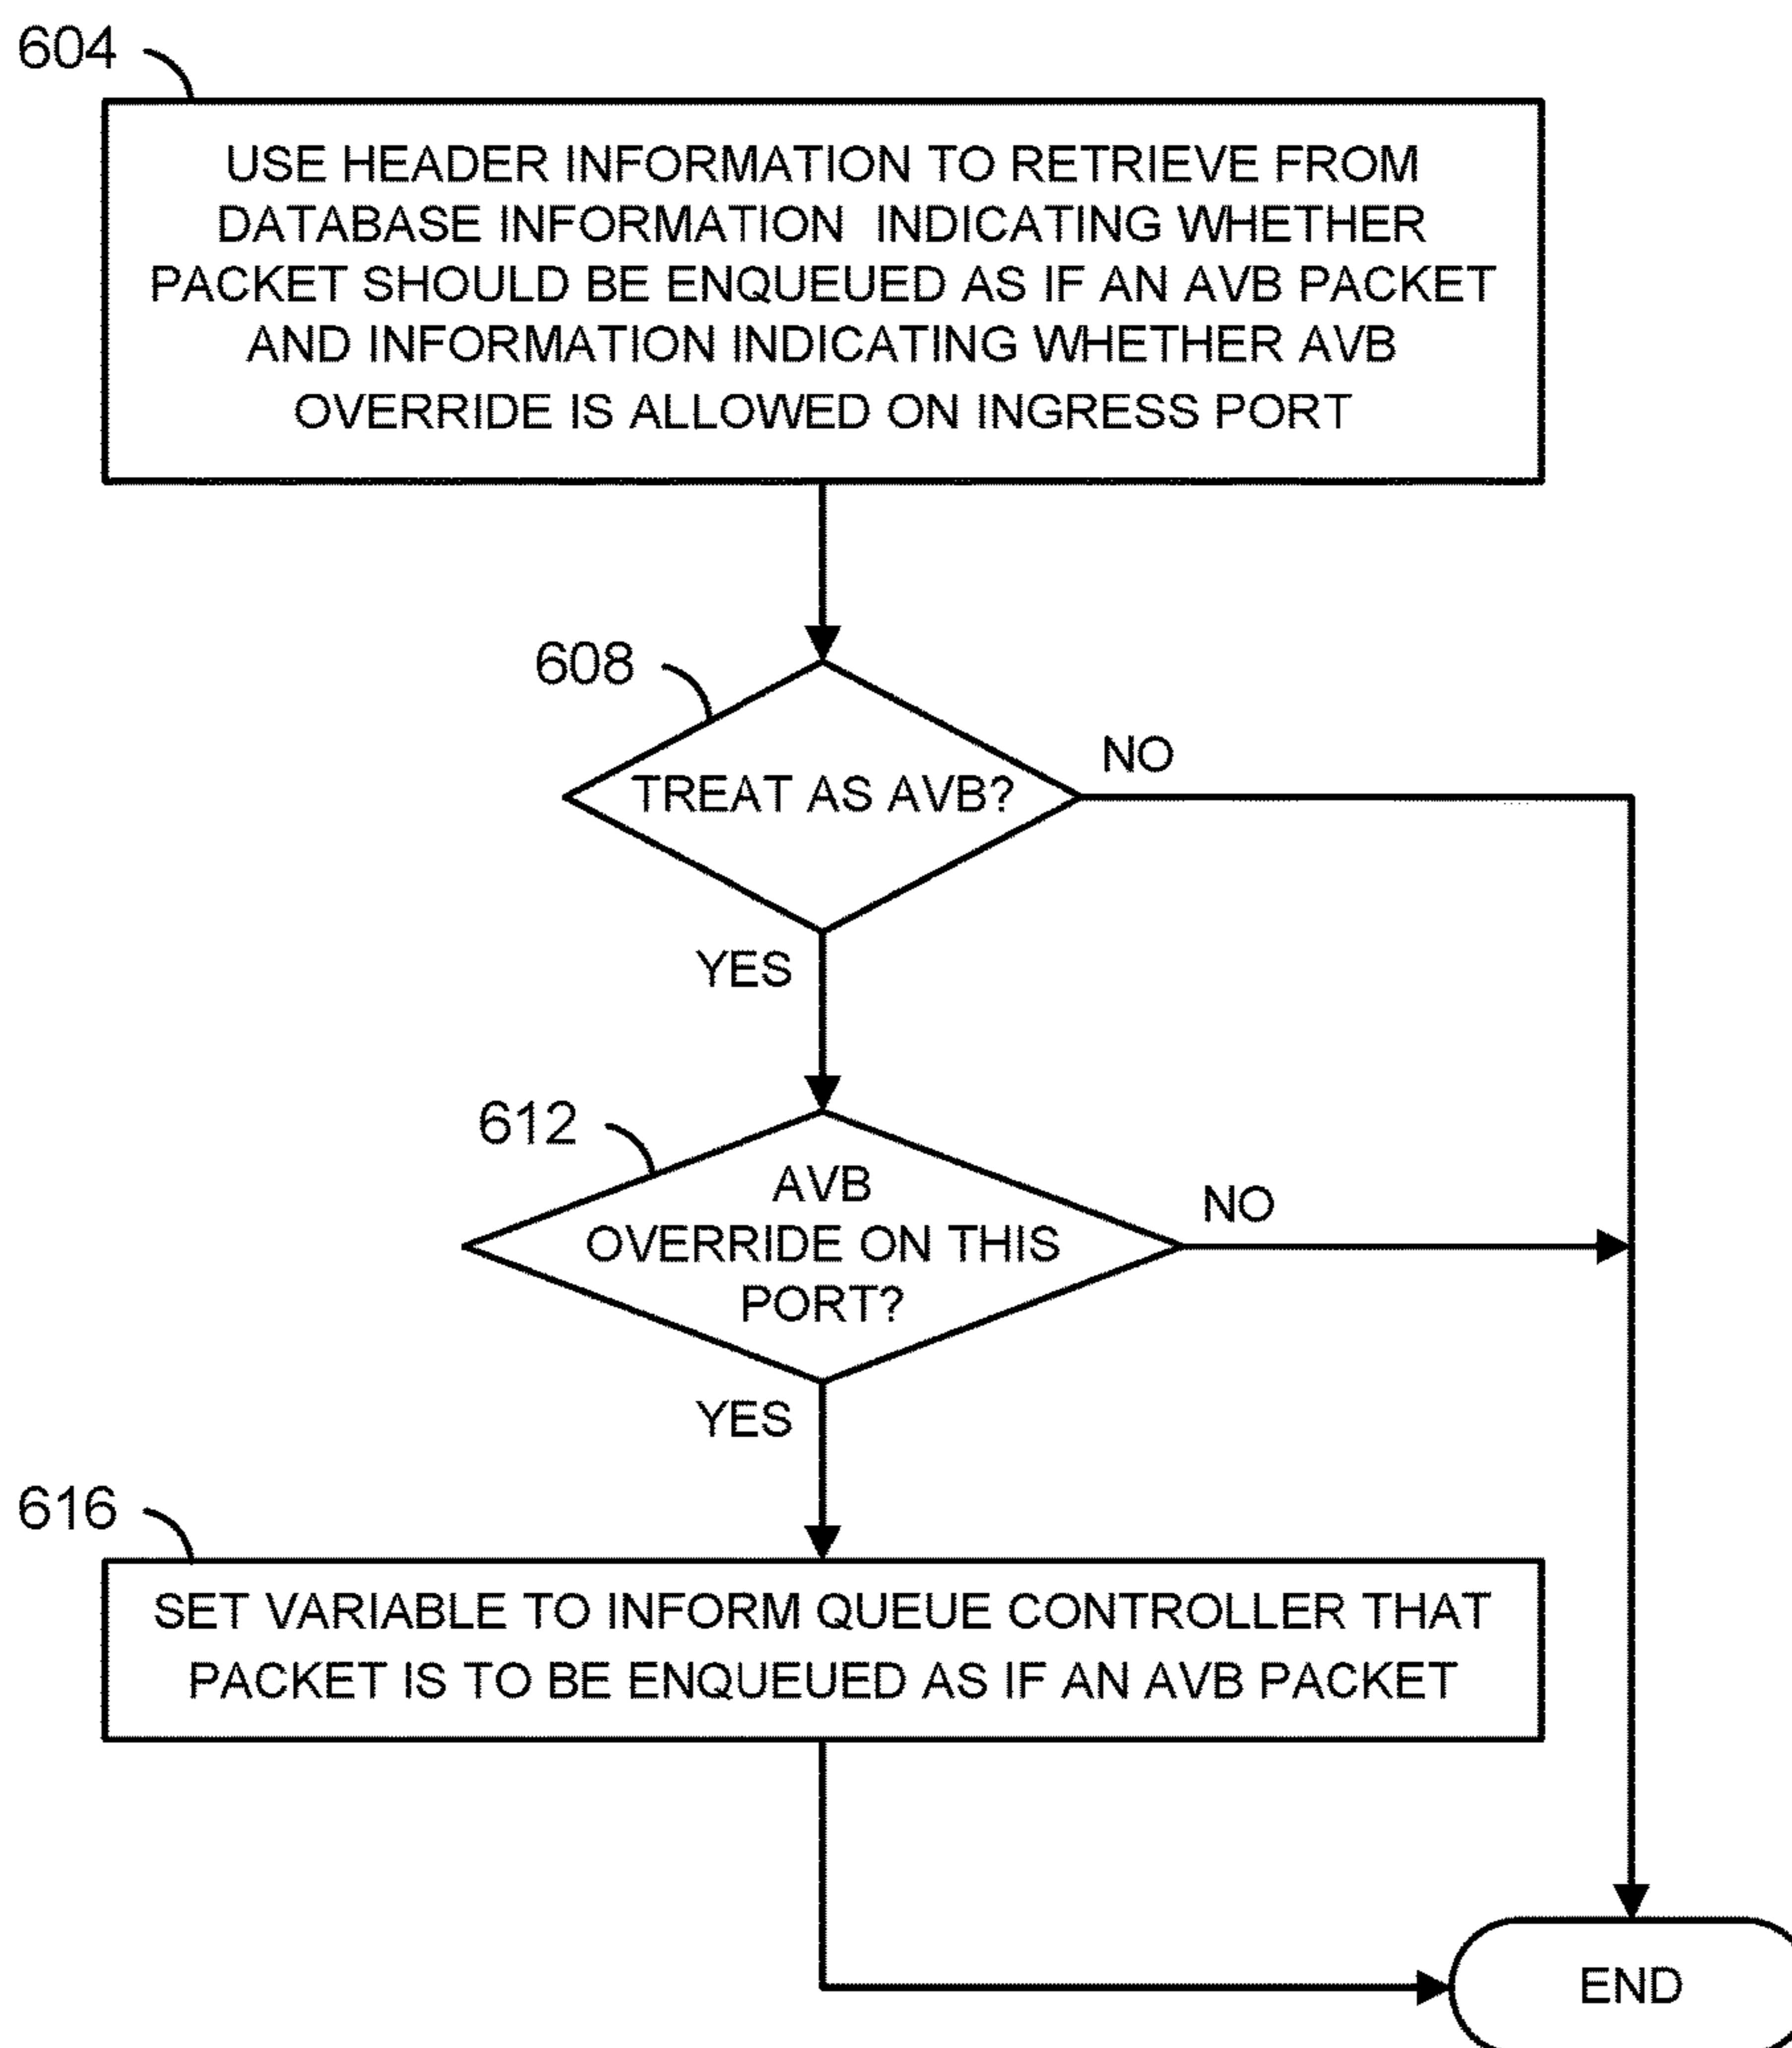 604
USE HEADER INFORMATION TO RETRIEVE FROM
DATABASE INFORMATION INDICATING WHETHER
PACKET SHOULD BE ENQUEUED AS IF AN AVB PACKET
AND INFORMATION INDICATING WHETHER AVB
OVERRIDE IS ALLOWED ON INGRESS PORT
608
TREAT AS AVB?
NO
YES
612
AVB
OVERRIDE ON THIS
PORT?
NO
YES
616
SET VARIABLE TO INFORM QUEUE CONTROLLER THAT
PACKET IS TO BE ENQUEUED AS IF AN AVB PACKET
END